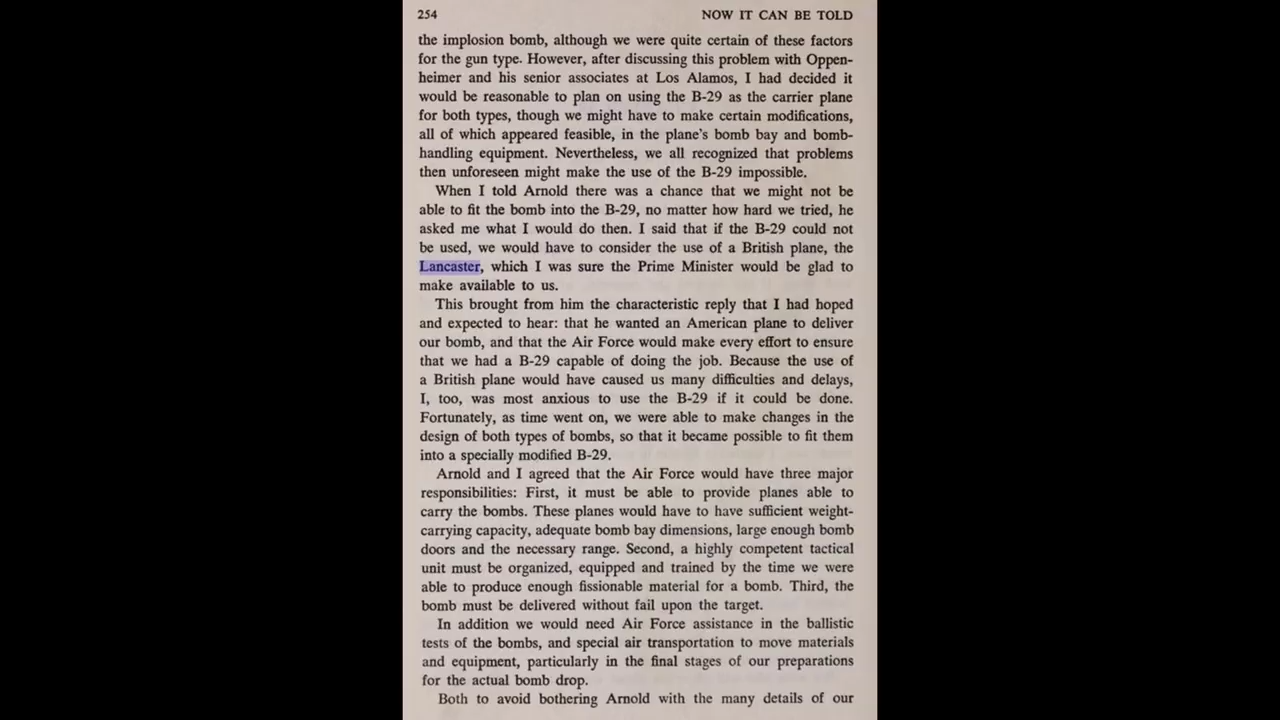 254 NOW IT CAN BE TOLD
the implosion bomb, although we were quite certain of these factors
for the gun type. However, after discussing this problem with Oppen-
heimer and his senior associates at Los Alamos, I had decided it
would be reasonable to plan on using the B-29 as the carrier plane
for both types, though we might have to make certain modifications,
all of which appeared feasible, in the plane's bomb bay and bomb-
handling equipment. Nevertheless, we all recognized that problems
then unforeseen might make the use of the B-29 impossible.
When I told Arnold there was a chance that we might not be
able to fit the bomb into the B-29, no matter how hard we tried, he
asked me what I would do then. I said that if the B-29 could not
be used, we would have to consider the use of a British plane, the
Lancaster, which I was sure the Prime Minister would be glad to
make available to us.
This brought from him the characteristic reply that I had hoped
and expected to hear: that he wanted an American plane to deliver
our bomb, and that the Air Force would make every effort to ensure
that we had a B-29 capable of doing the job. Because the use of
a British plane would have caused us many difficulties and delays,
I, too, was most anxious to use the B-29 if it could be done.
Fortunately, as time went on, we were able to make changes in the
design of both types of bombs, so that it became possible to fit them
into a specially modified B-29.
Arnold and I agreed that the Air Force would have three major
responsibilities: First, it must be able to provide planes able to
carry the bombs. These planes would have to have sufficient weight-
carrying capacity, adequate bomb bay dimensions, large enough bomb
doors and the necessary range. Second, a highly competent tactical
unit must be organized, equipped and trained by the time we were
able to produce enough fissionable material for a bomb. Third, the
bomb must be delivered without fail upon the target.
In addition we would need Air Force assistance in the ballistic
tests of the bombs, and special air transportation to move materials
and equipment, particularly in the final stages of our preparations
for the actual bomb drop.
Both to avoid bothering Arnold with the many details of our